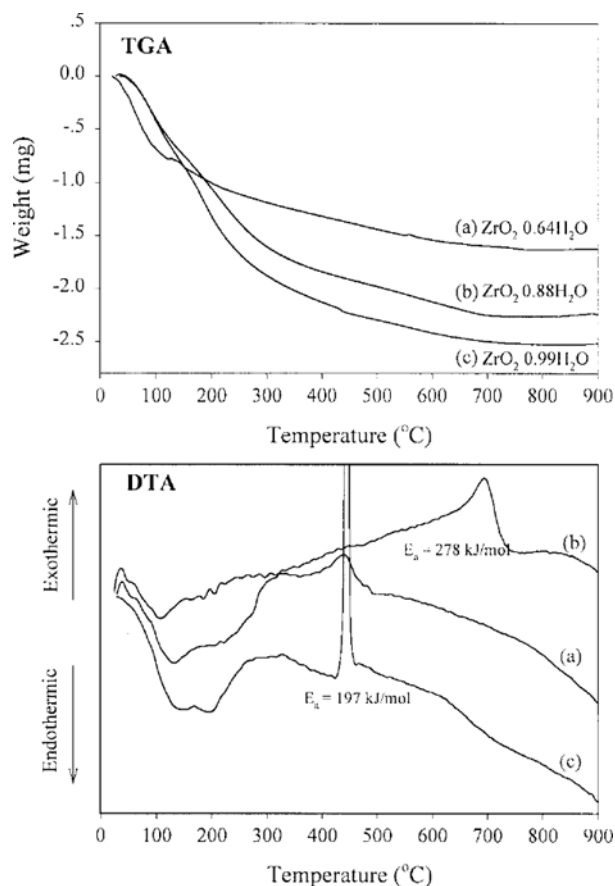 TGA
.5
0.0
-.5
-1.0
-1.5
-2.0
-2.5
Weight (mg)
(a) ZrO₂ 0.64H₂O
(b) ZrO₂ 0.88H₂O
(c) ZrO₂ 0.99H₂O
0 100 200 300 400 500 600 700 800 900
Temperature (°C)
DTA
Exothermic
Endothermic
Eₐ = 278 kJ/mol
(b)
(a)
Eₐ = 197 kJ/mol
(c)
0 100 200 300 400 500 600 700 800 900
Temperature (°C)